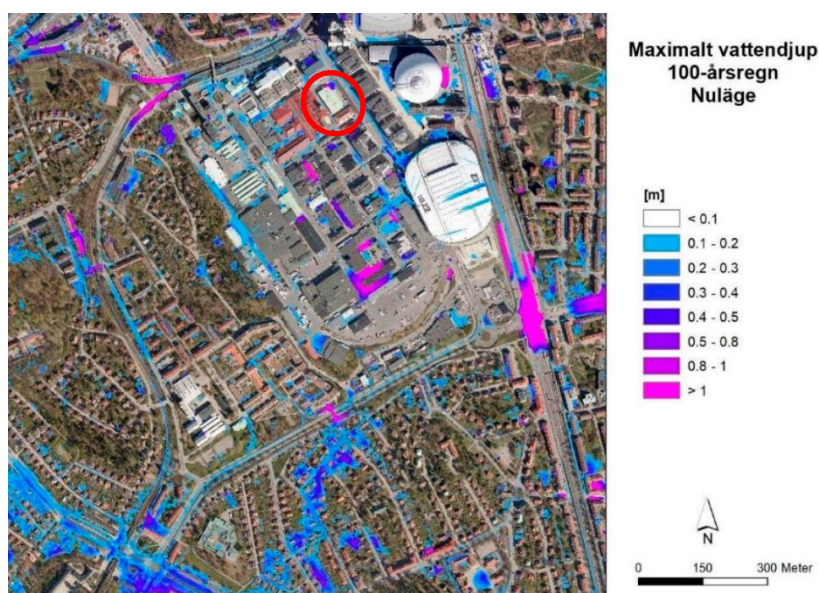 Maximalt vattendjup
100-årsregn
Nuläge
[m]
< 0.1
0.1 - 0.2
0.2 - 0.3
0.3 - 0.4
0.4 - 0.5
0.5 - 0.8
0.8 - 1
> 1
N
0 150 300 Meter